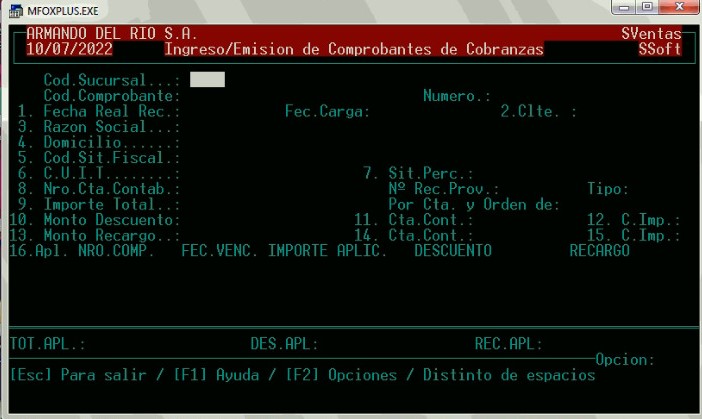 MFOXPLUS.EXE
ARMANDO DEL RIO S.A. SVentas
10/07/2022 Ingreso/Emision de Comprobantes de Cobranzas SSoft
Cod.Sucursal...:
Cod.Comprobante: Numero.:
1. Fecha Real Rec.: Fec.Carga: 2.Clte. :
3. Razon Social...:
4. Domicilio......:
5. Cod.Sit.Fiscal.:
6. C.U.I.T........: 7. Sit.Perc.:
8. Nro.Cta.Contab.: Nº Rec.Prov.: Tipo:
9. Importe Total..: Por Cta. y Orden de:
10. Monto Descuento: 11. Cta.Cont.: 12. C.Imp.:
13. Monto Recargo..: 14. Cta.Cont.: 15. C.Imp.:
16.Apl. NRO.COMP. FEC.VENC. IMPORTE APLIC. DESCUENTO RECARGO
TOT.APL.: DES.APL: REC.APL:
Opcion:
[Esc] Para salir / [F1] Ayuda / [F2] Opciones / Distinto de espacios